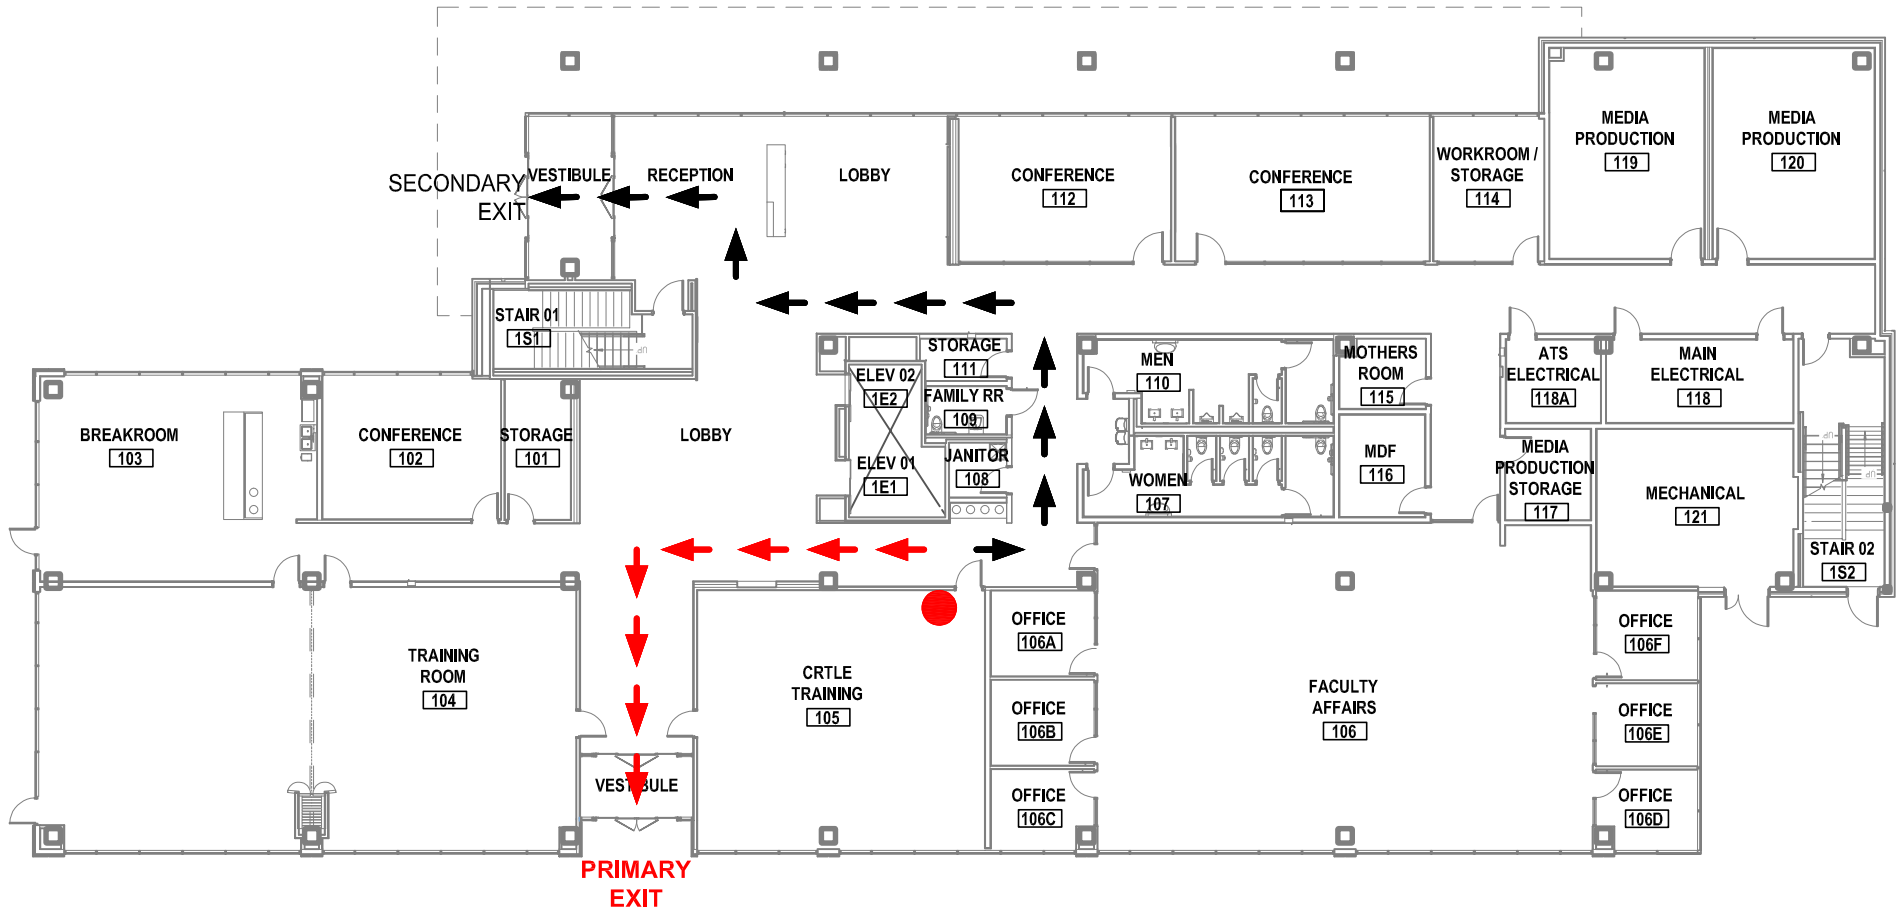 MEDIA
PRODUCTION
119
MEDIA
PRODUCTION
120
SECONDARY
EXIT
VESTIBULE
RECEPTION
LOBBY
CONFERENCE
112
CONFERENCE
113
WORKROOM /
STORAGE
114
STAIR 01
1S1
UP
STORAGE
111
ELEV 02
1E2
FAMILY RR
109
MEN
110
MOTHERS
ROOM
115
ATS
ELECTRICAL
118A
MAIN
ELECTRICAL
118
BREAKROOM
103
CONFERENCE
102
STORAGE
101
LOBBY
ELEV 01
1E1
JANITOR
108
WOMEN
107
MDF
116
MEDIA
PRODUCTION
STORAGE
117
MECHANICAL
121
UP
UP
STAIR 02
1S2
TRAINING
ROOM
104
CRTLE
TRAINING
105
OFFICE
106A
OFFICE
106B
OFFICE
106C
FACULTY
AFFAIRS
106
OFFICE
106F
OFFICE
106E
OFFICE
106D
VESTIBULE
PRIMARY
EXIT